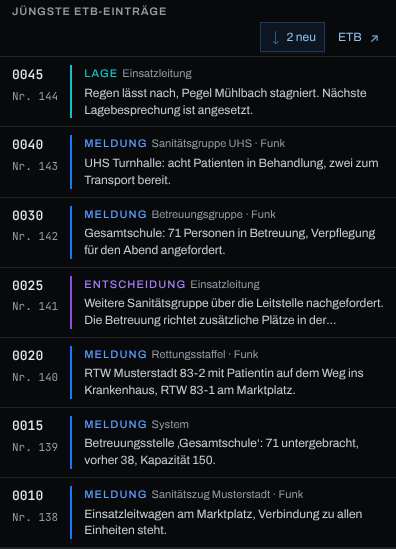 JÜNGSTE ETB-EINTRÄGE
↓ 2 neu ETB ↗
0045 LAGE Einsatzleitung
Nr. 144 Regen lässt nach, Pegel Mühlbach stagniert. Nächste
Lagebesprechung ist angesetzt.
0040 MELDUNG Sanitätsgruppe UHS · Funk
Nr. 143 UHS Turnhalle: acht Patienten in Behandlung, zwei zum
Transport bereit.
0030 MELDUNG Betreuungsgruppe · Funk
Nr. 142 Gesamtschule: 71 Personen in Betreuung, Verpflegung
für den Abend angefordert.
0025 ENTSCHEIDUNG Einsatzleitung
Nr. 141 Weitere Sanitätsgruppe über die Leitstelle nachgefordert.
Die Betreuung richtet zusätzliche Plätze in der...
0020 MELDUNG Rettungsstaffel · Funk
Nr. 140 RTW Musterstadt 83-2 mit Patientin auf dem Weg ins
Krankenhaus, RTW 83-1 am Marktplatz.
0015 MELDUNG System
Nr. 139 Betreuungsstelle ‚Gesamtschule‘: 71 untergebracht,
vorher 38, Kapazität 150.
0010 MELDUNG Sanitätszug Musterstadt · Funk
Nr. 138 Einsatzleitwagen am Marktplatz, Verbindung zu allen
Einheiten steht.